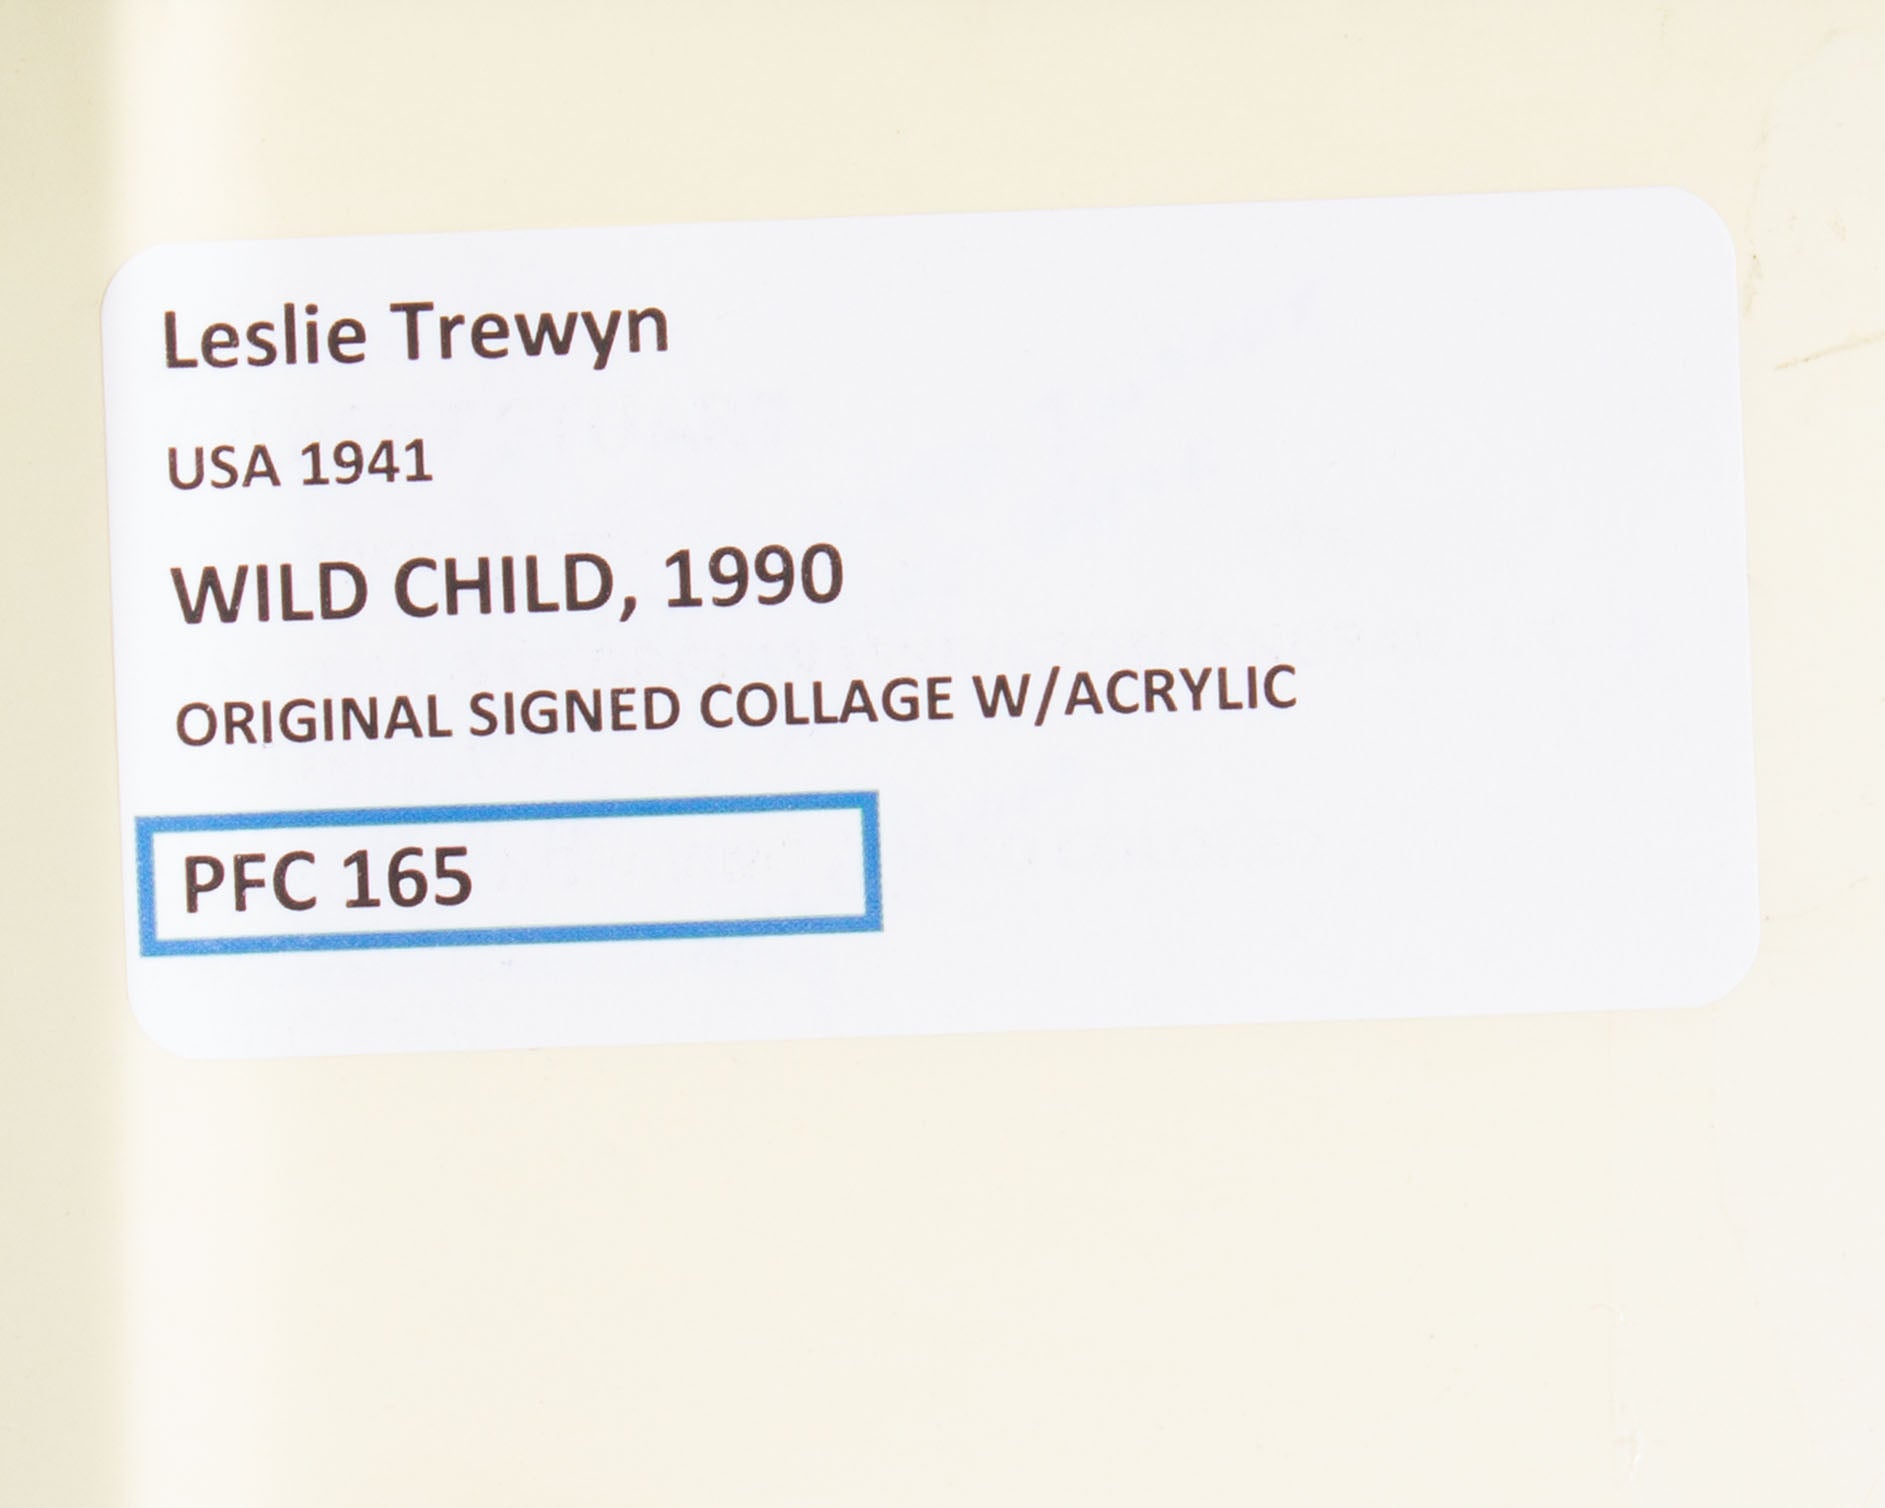 Leslie Trewyn
USA 1941
WILD CHILD, 1990
ORIGINAL SIGNED COLLAGE W/ACRYLIC
PFC 165